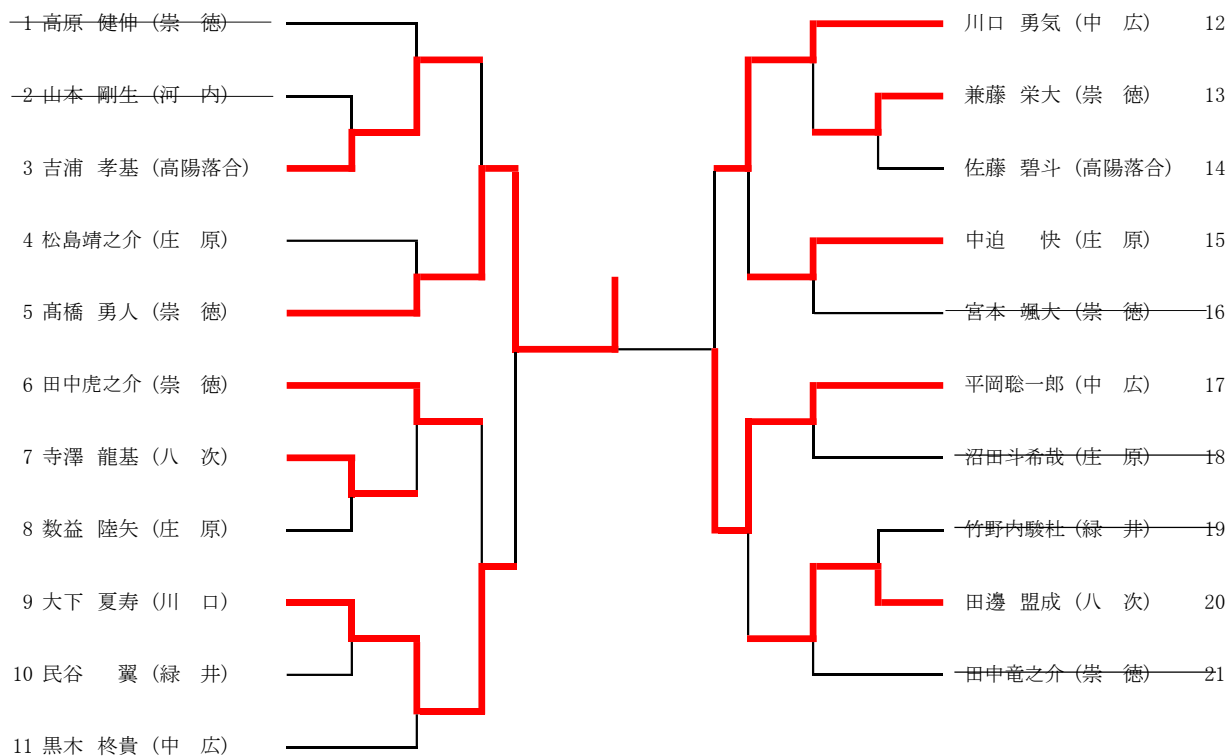 1 高原 健伸 (崇 徳)
2 山本 剛生 (河 内)
3 吉浦 孝基 (高陽落合)
4 松島靖之介 (庄 原)
5 髙橋 勇人 (崇 徳)
6 田中虎之介 (崇 徳)
7 寺澤 龍基 (八 次)
8 数益 陸矢 (庄 原)
9 大下 夏寿 (川 口)
10 民谷 翼 (緑 井)
11 黒木 柊貴 (中 広)
川口 勇気 (中 広) 12
兼藤 栄大 (崇 徳) 13
佐藤 碧斗 (高陽落合) 14
中迫 快 (庄 原) 15
宮本 颯大 (崇 徳) 16
平岡聡一郎 (中 広) 17
沼田斗希哉 (庄 原) 18
竹野内駿杜 (緑 井) 19
田邊 盟成 (八 次) 20
田中竜之介 (崇 徳) 21